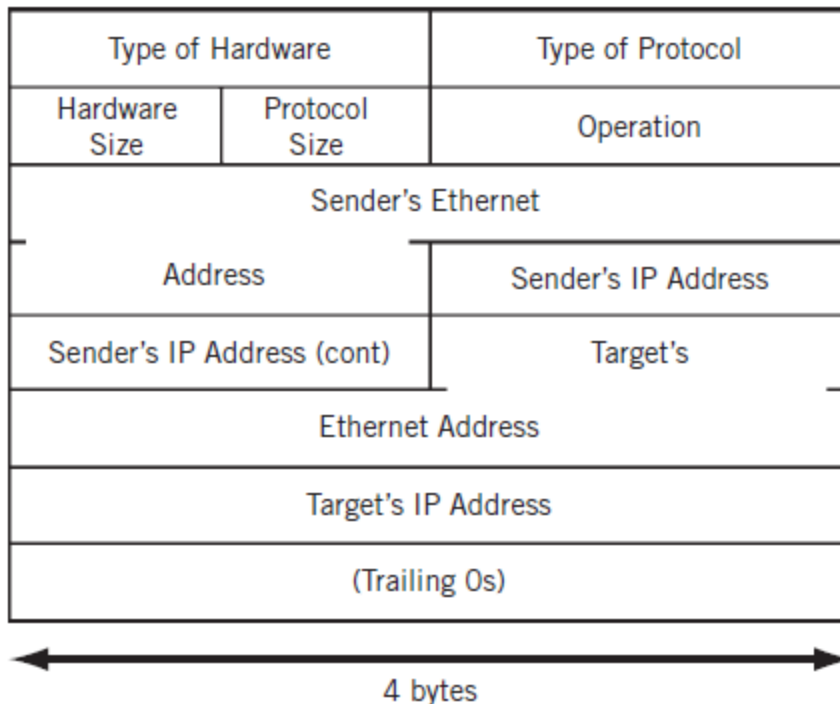 Type of Hardware
Type of Protocol
Hardware
Size
Protocol
Size
Operation
Sender’s Ethernet
Address
Sender’s IP Address
Sender’s IP Address (cont)
Target’s
Ethernet Address
Target’s IP Address
(Trailing 0s)
4 bytes